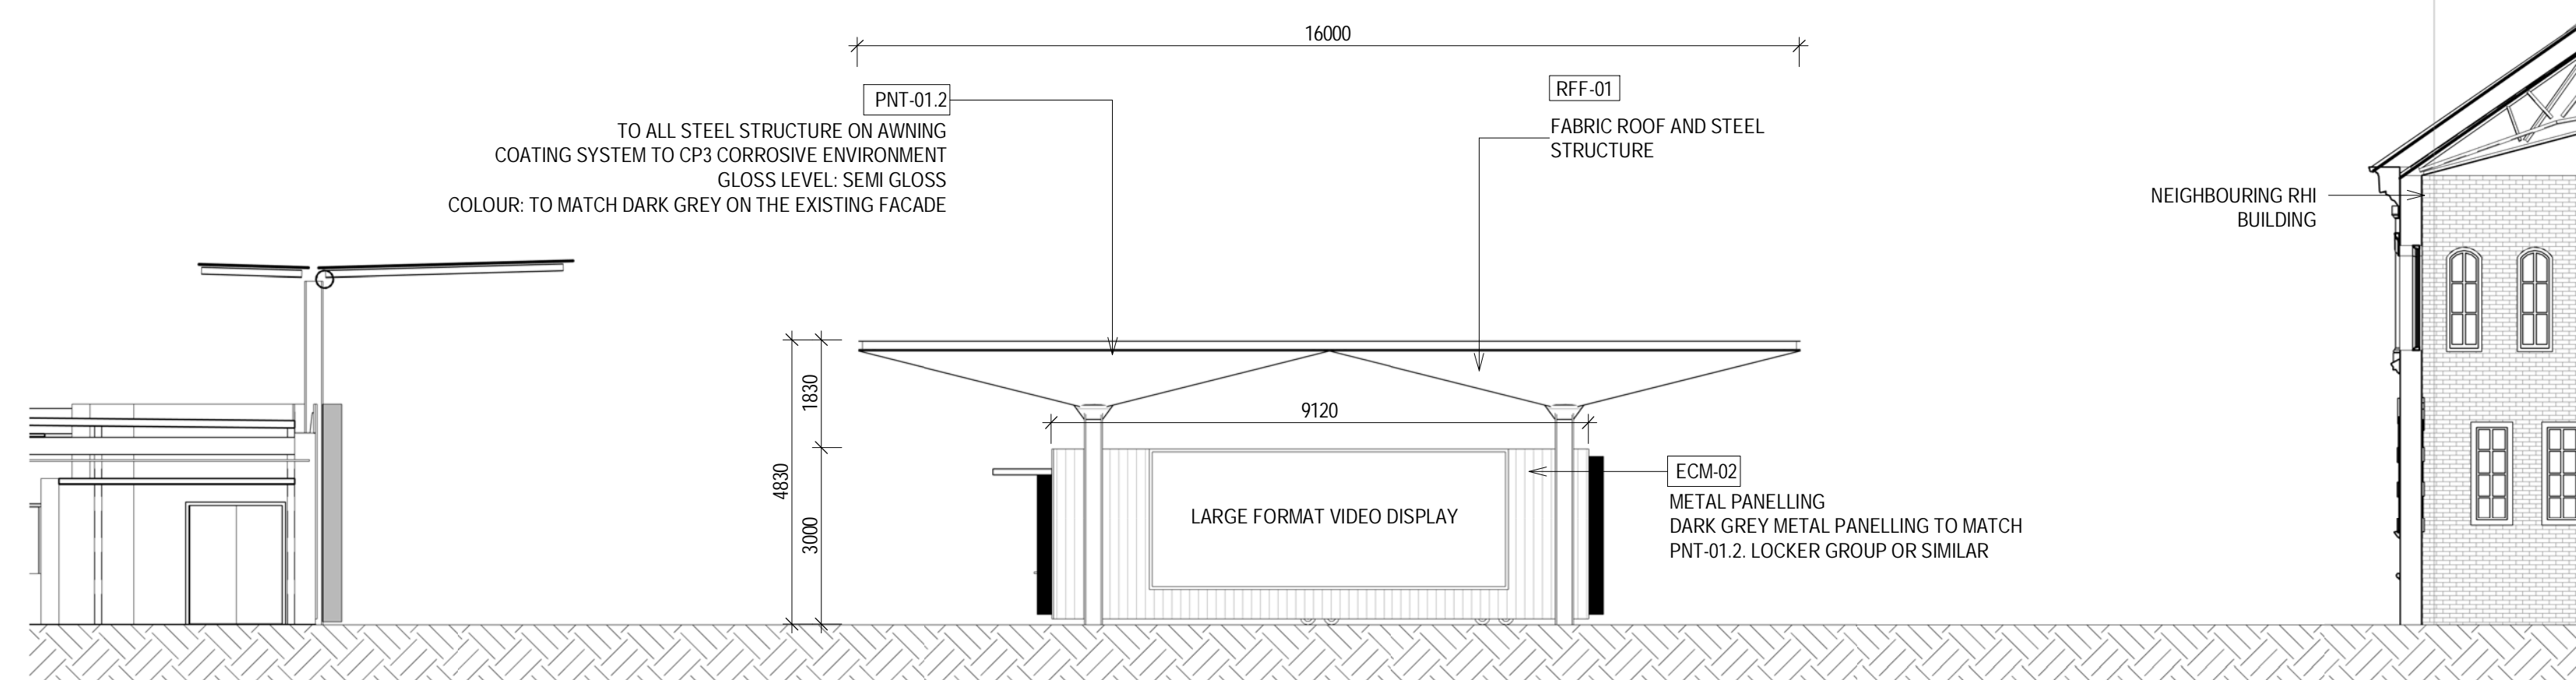 16000
PNT-01.2
TO ALL STEEL STRUCTURE ON AWNING
COATING SYSTEM TO CP3 CORROSIVE ENVIRONMENT
GLOSS LEVEL: SEMI GLOSS
COLOUR: TO MATCH DARK GREY ON THE EXISTING FACADE
RFF-01
FABRIC ROOF AND STEEL
STRUCTURE
NEIGHBOURING RHI
BUILDING
1830
4830
3000
9120
LARGE FORMAT VIDEO DISPLAY
ECM-02
METAL PANELLING
DARK GREY METAL PANELLING TO MATCH
PNT-01.2. LOCKER GROUP OR SIMILAR